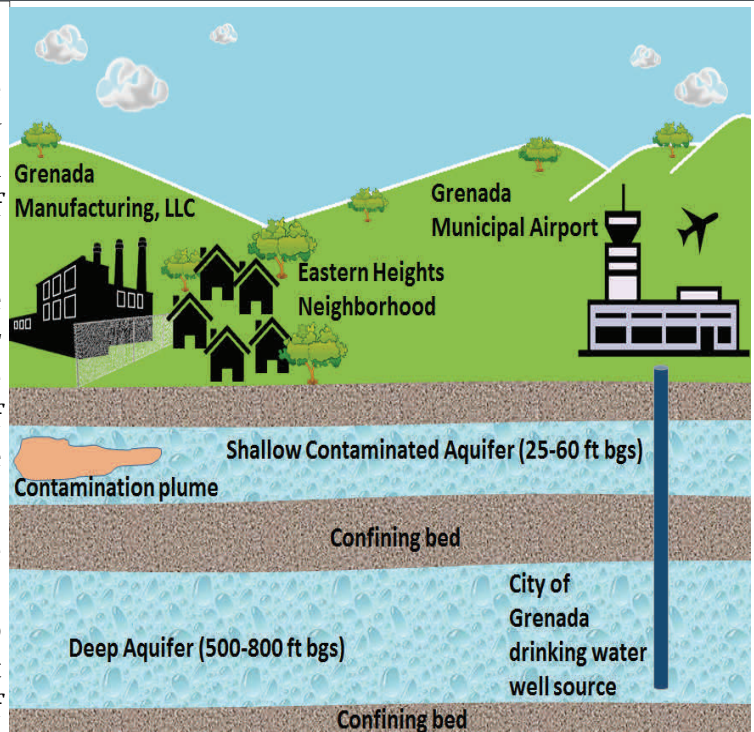 Grenada
Manufacturing, LLC
Grenada
Municipal Airport
Eastern Heights
Neighborhood
Shallow Contaminated Aquifer (25-60 ft bgs)
Contamination plume
Confining bed
City of
Grenada
drinking water
well source
Deep Aquifer (500-800 ft bgs)
Confining bed